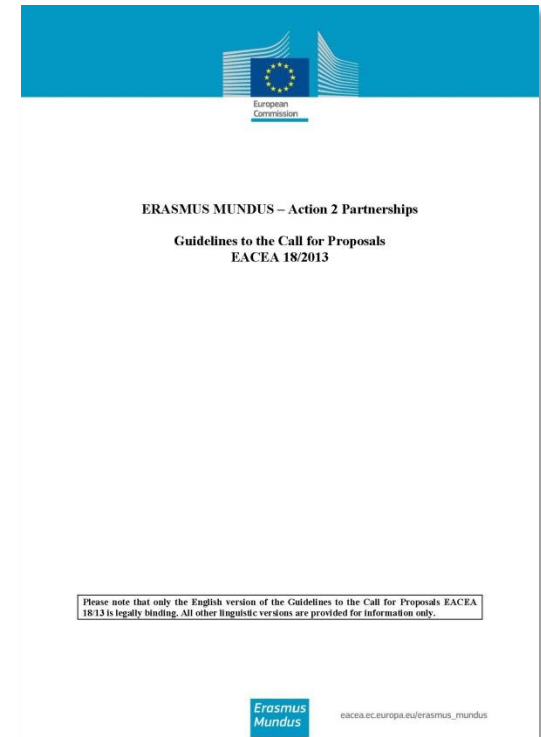 European
Commission
ERASMUS MUNDUS – Action 2 Partnerships
Guidelines to the Call for Proposals
EACEA 18/2013
Please note that only the English version of the Guidelines to the Call for Proposals EACEA
18/13 is legally binding. All other linguistic versions are provided for information only.
Erasmus
Mundus
eacea.ec.europa.eu/erasmus_mundus